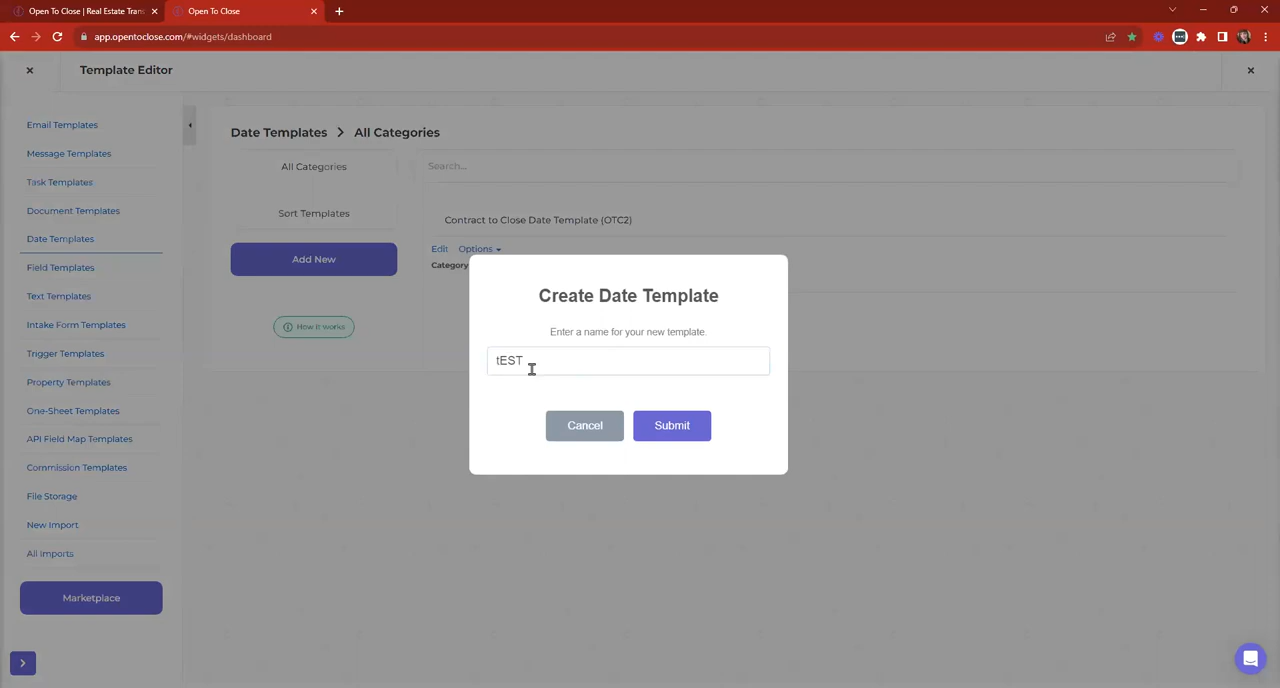 Open To Close | Real Estate Trans
Open To Close
app.opentoclose.com/#widgets/dashboard
Template Editor
Email Templates
Message Templates
Task Templates
Document Templates
Date Templates
Field Templates
Text Templates
Intake Form Templates
Trigger Templates
Property Templates
One-Sheet Templates
API Field Map Templates
Commission Templates
File Storage
New Import
All Imports
Marketplace
Date Templates > All Categories
All Categories
Sort Templates
Add New
How it works
Search...
Contract to Close Date Template (OTC2)
Edit Options
Category
Create Date Template
Enter a name for your new template.
tEST
Cancel Submit